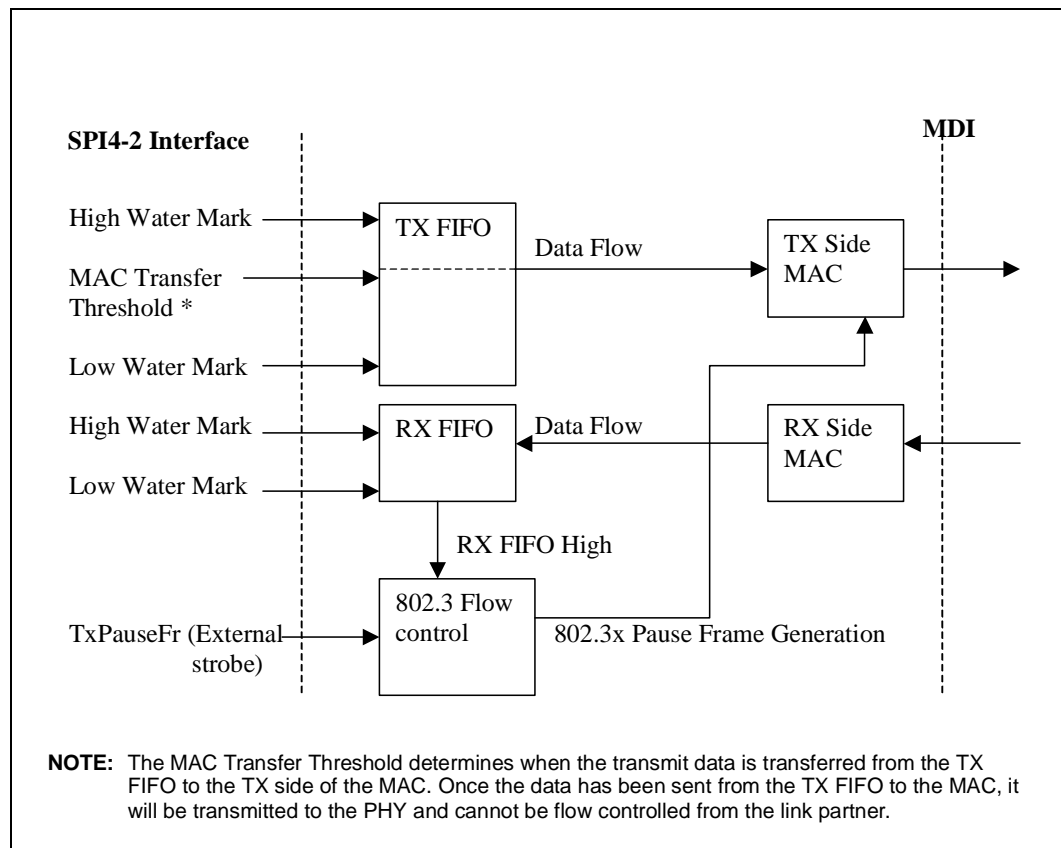 SPI4-2 Interface
MDI
High Water Mark
TX FIFO
Data Flow
TX Side
MAC
MAC Transfer
Threshold *
Low Water Mark
High Water Mark
RX FIFO
Data Flow
RX Side
MAC
Low Water Mark
RX FIFO High
802.3 Flow
control
TxPauseFr (External
strobe)
802.3x Pause Frame Generation
NOTE: The MAC Transfer Threshold determines when the transmit data is transferred from the TX
FIFO to the TX side of the MAC. Once the data has been sent from the TX FIFO to the MAC, it
will be transmitted to the PHY and cannot be flow controlled from the link partner.